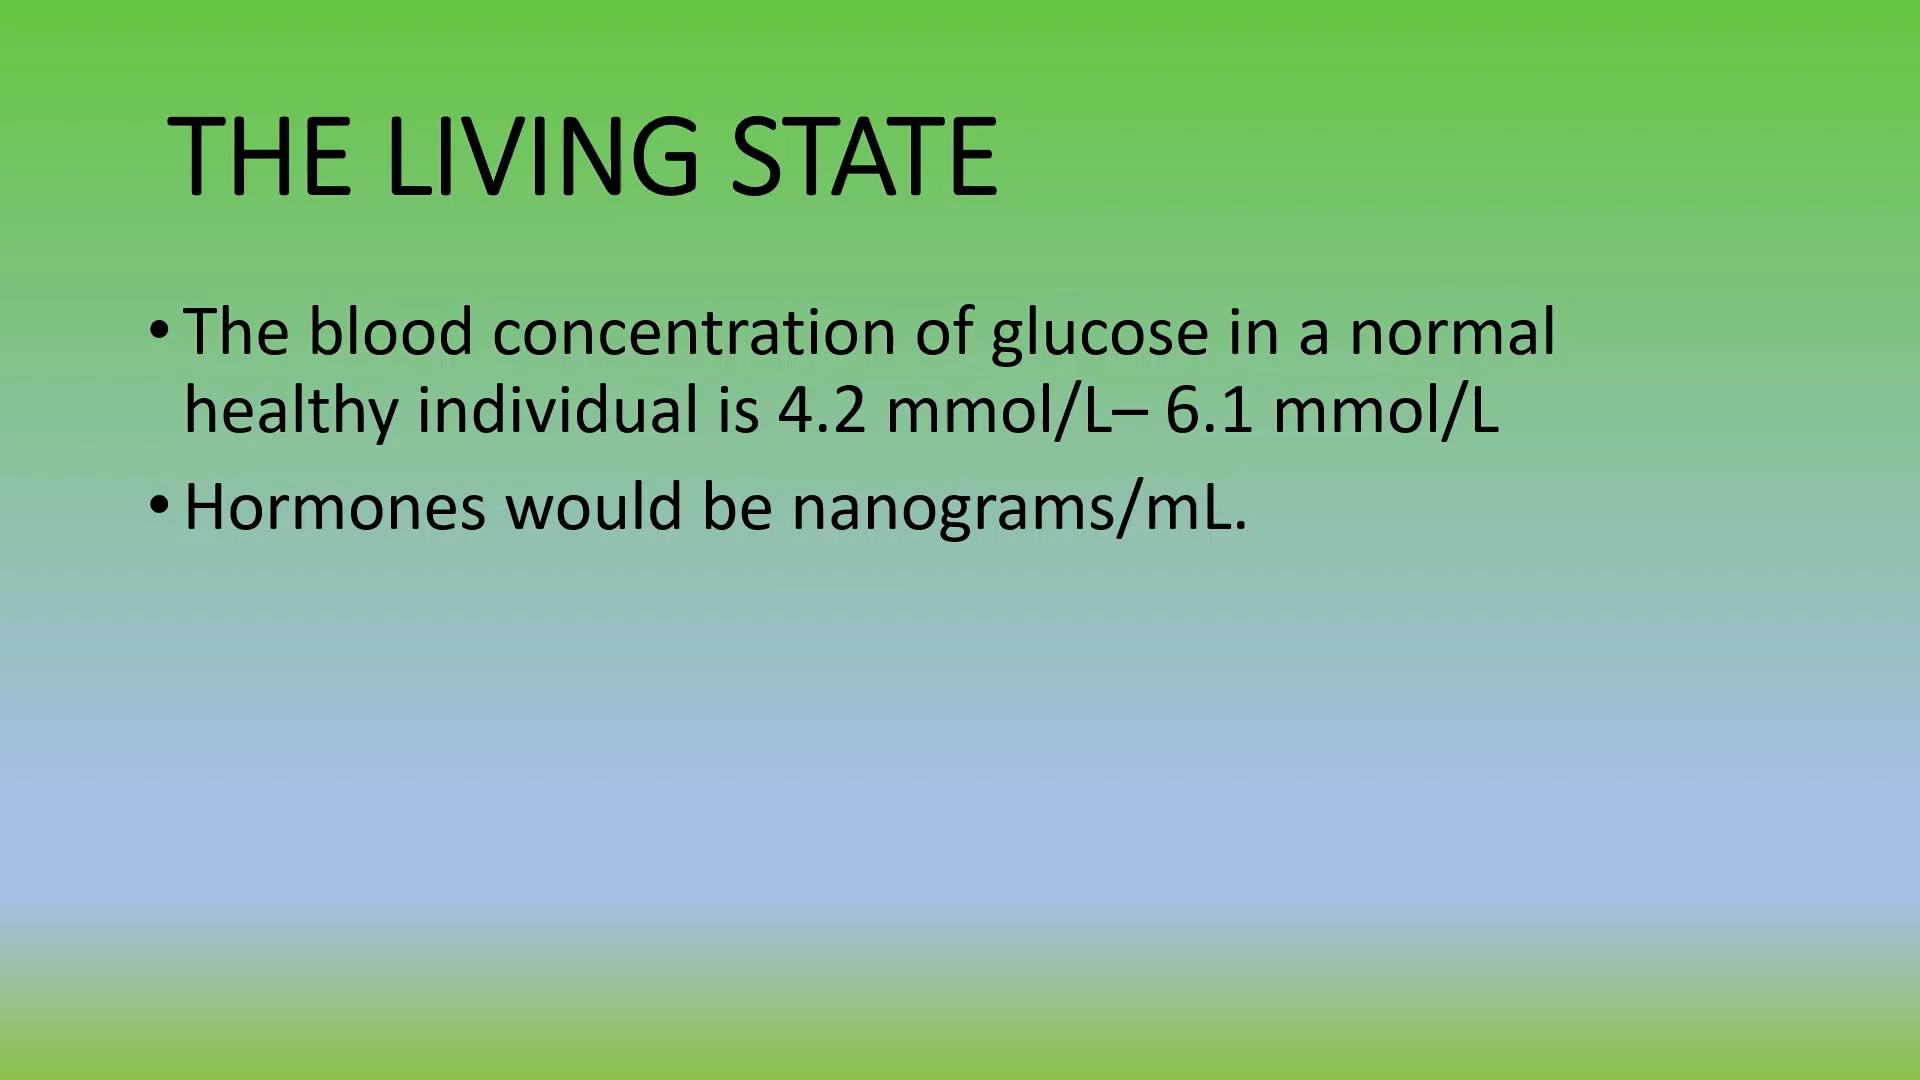 THE LIVING STATE
• The blood concentration of glucose in a normal
healthy individual is 4.2 mmol/L– 6.1 mmol/L
• Hormones would be nanograms/mL.